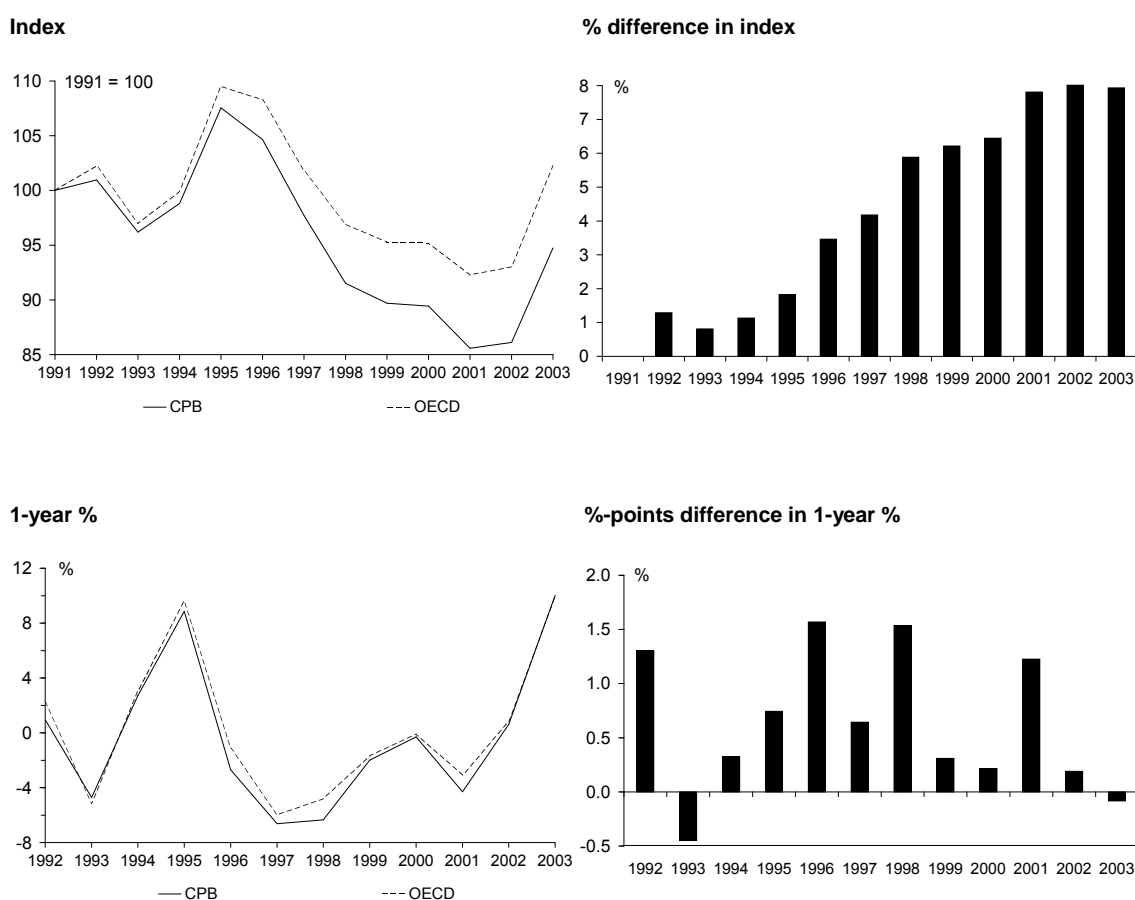 Index
1991 = 100
110
105
100
95
90
85
1991 1992 1993 1994 1995 1996 1997 1998 1999 2000 2001 2002 2003
CPB OECD
% difference in index
%
8
7
6
5
4
3
2
1
0
1991 1992 1993 1994 1995 1996 1997 1998 1999 2000 2001 2002 2003
1-year %
%
12
8
4
0
-4
-8
1992 1993 1994 1995 1996 1997 1998 1999 2000 2001 2002 2003
CPB OECD
%-points difference in 1-year %
%
2.0
1.5
1.0
0.5
0.0
-0.5
1992 1993 1994 1995 1996 1997 1998 1999 2000 2001 2002 2003